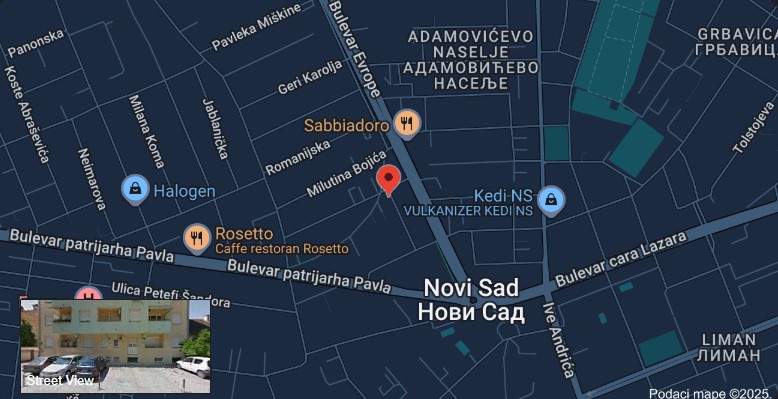 Panonska
Pavleka Miškine
Bulevar Evrope
ADAMOVIĆEVO
NASELJE
АДАМОВИЋЕВО
НАСЕЉЕ
GRBAVICA
ГРБАВИЦ
Koste Abraševića
Geri Karolja
Milana Koma
Jablanička
Neimarova
Sabbiadoro
Romanijska
Tolstojeva
Milutina Bojića
Halogen
Kedi NS
VULKANIZER KEDI NS
Rosetto
Caffe restoran Rosetto
Bulevar patrijarha Pavla
Bulevar patrijarha Pavla
Bulevar cara Lazara
Ulica Petefi Šandora
Novi Sad
Нови Сад
Ive Andrića
LIMAN
ЛИМАН
Street View
Podaci mape ©2025.